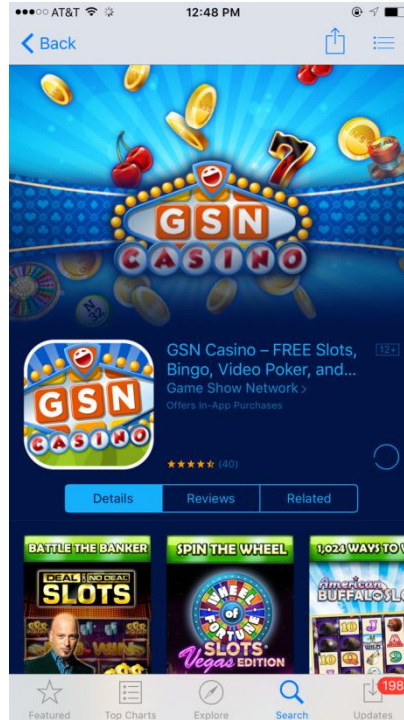 AT&T
12:48 PM
Back
GSN
CASINO
GSN Casino – FREE Slots,
Bingo, Video Poker, and...
12+
Game Show Network >
Offers In-App Purchases
GSN
CASINO
(40)
Details
Reviews
Related
BATTLE THE BANKER
DEAL OR NO DEAL
SLOTS
SPIN THE WHEEL
WHEEL
OF
FORTUNE
SLOTS
Vegas EDITION
1,024 WAYS TO
American
BUFFALO
Featured
Top Charts
Explore
Search
Updates
198